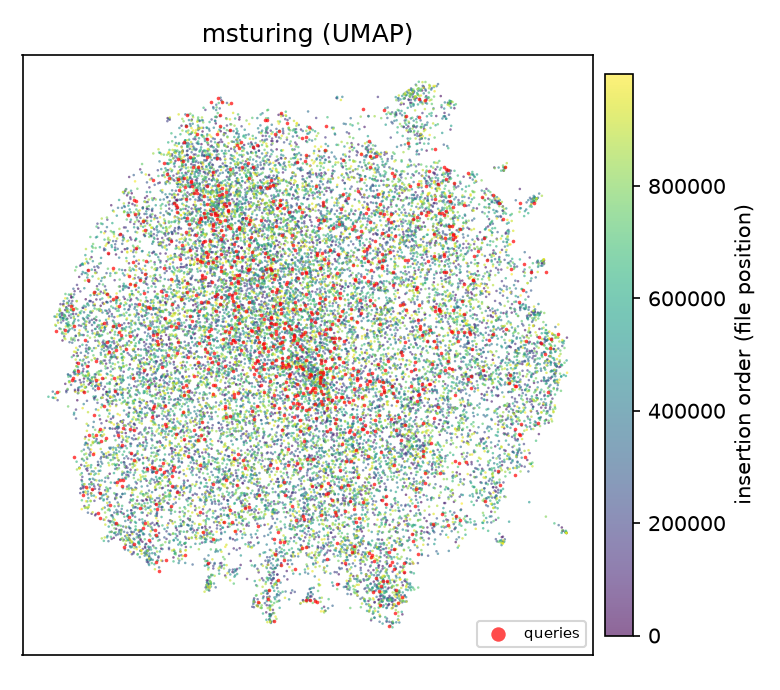 msturing (UMAP)
800000
600000
400000
200000
0
insertion order (file position)
queries